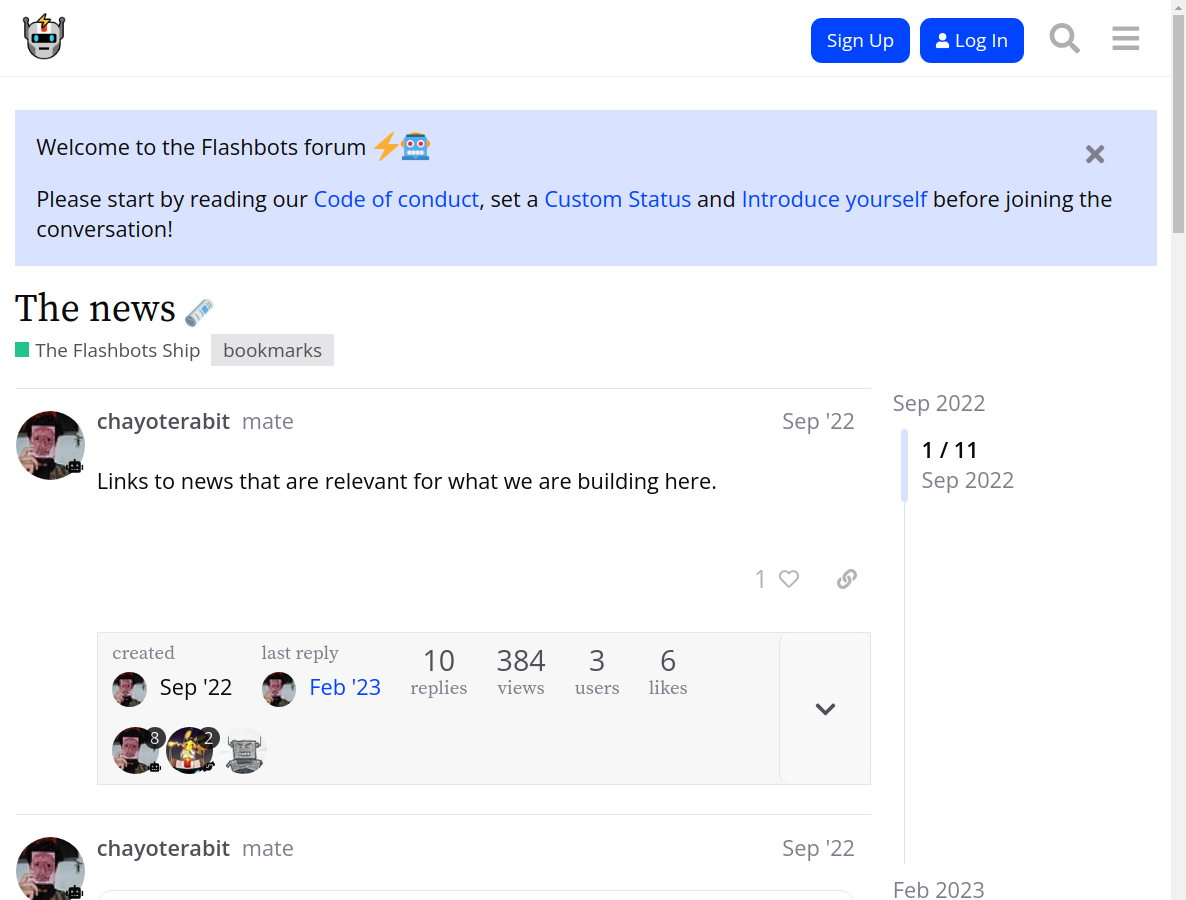 Sign Up
Log In
Welcome to the Flashbots forum
Please start by reading our Code of conduct, set a Custom Status and Introduce yourself before joining the
conversation!
The news
The Flashbots Ship bookmarks
chayoterabit mate Sep '22
Links to news that are relevant for what we are building here.
1
Sep 2022
1 / 11
Sep 2022
created
Sep '22
last reply
Feb '23
10
replies
384
views
3
users
6
likes
8
2
chayoterabit mate Sep '22
Feb 2023